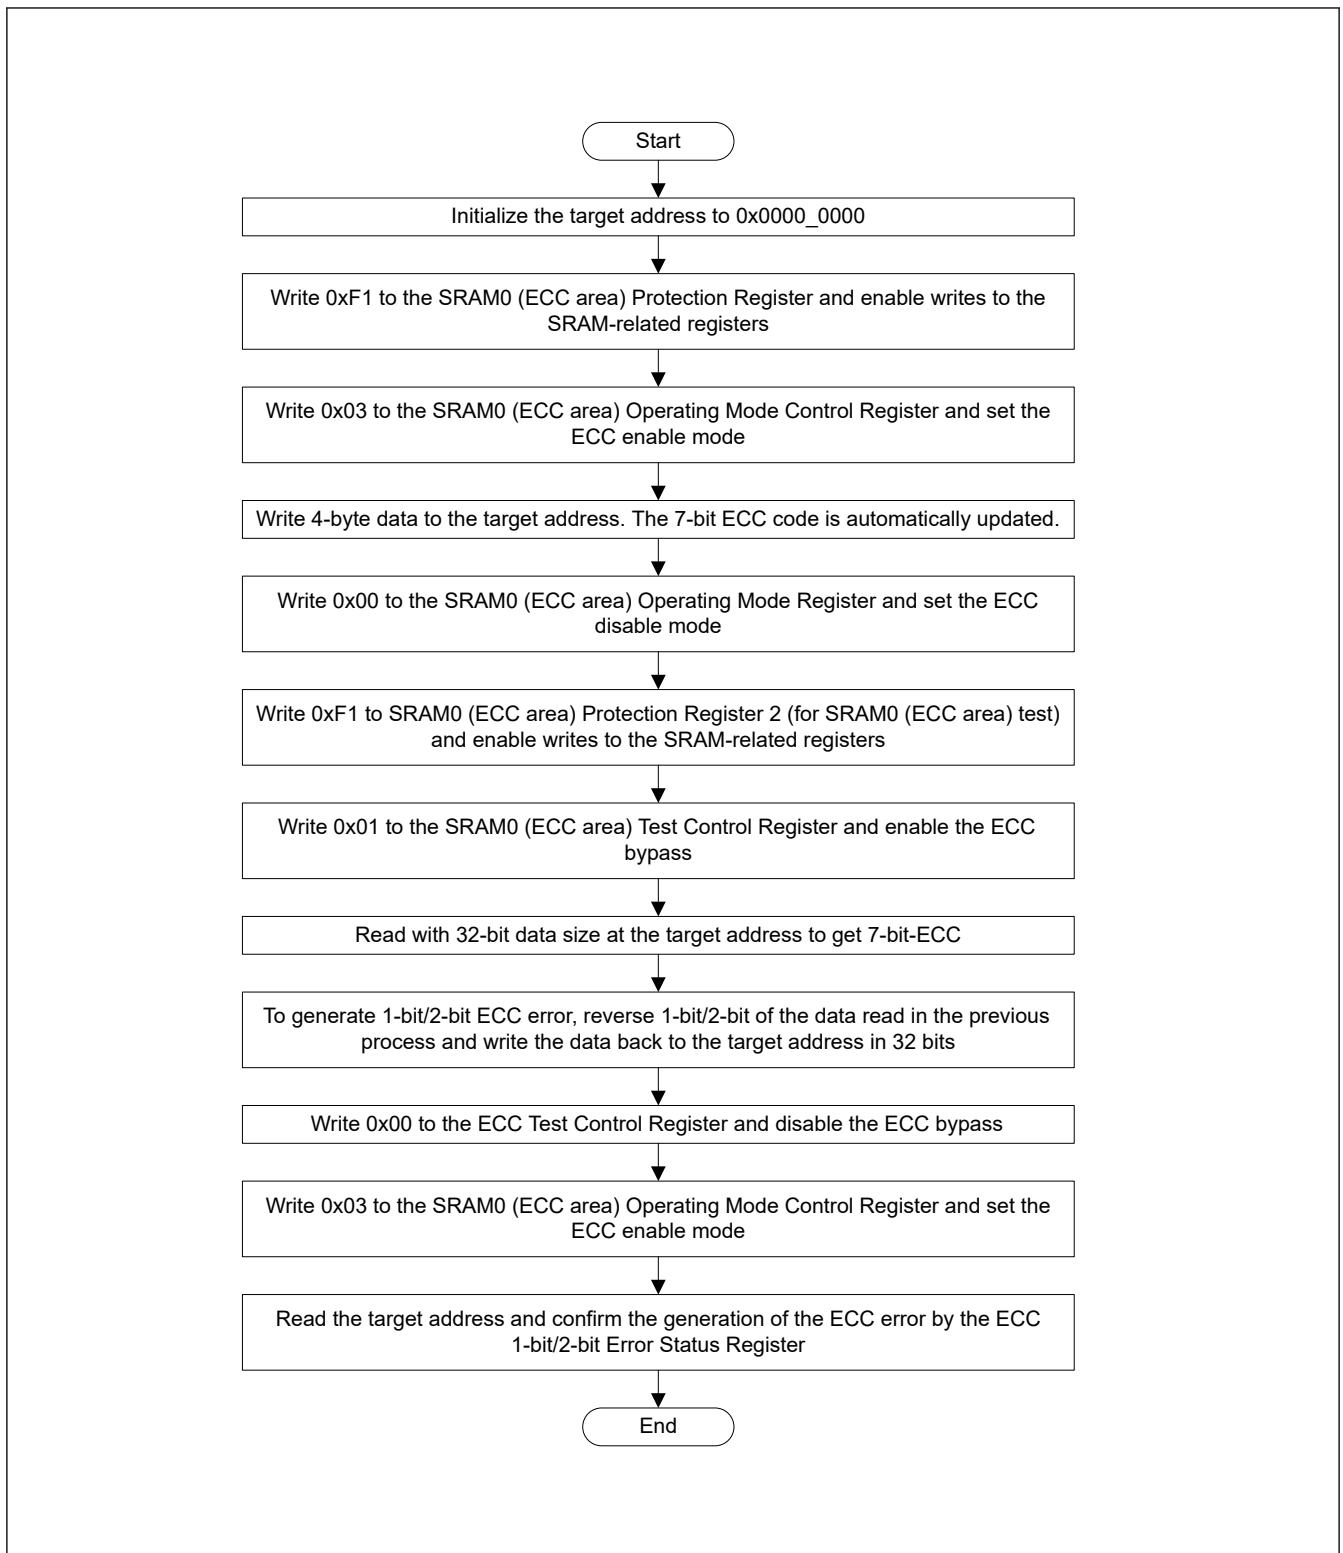 Start
Initialize the target address to 0x0000_0000
Write 0xF1 to the SRAM0 (ECC area) Protection Register and enable writes to the
SRAM-related registers
Write 0x03 to the SRAM0 (ECC area) Operating Mode Control Register and set the
ECC enable mode
Write 4-byte data to the target address. The 7-bit ECC code is automatically updated.
Write 0x00 to the SRAM0 (ECC area) Operating Mode Register and set the ECC
disable mode
Write 0xF1 to SRAM0 (ECC area) Protection Register 2 (for SRAM0 (ECC area) test)
and enable writes to the SRAM-related registers
Write 0x01 to the SRAM0 (ECC area) Test Control Register and enable the ECC
bypass
Read with 32-bit data size at the target address to get 7-bit-ECC
To generate 1-bit/2-bit ECC error, reverse 1-bit/2-bit of the data read in the previous
process and write the data back to the target address in 32 bits
Write 0x00 to the ECC Test Control Register and disable the ECC bypass
Write 0x03 to the SRAM0 (ECC area) Operating Mode Control Register and set the
ECC enable mode
Read the target address and confirm the generation of the ECC error by the ECC
1-bit/2-bit Error Status Register
End